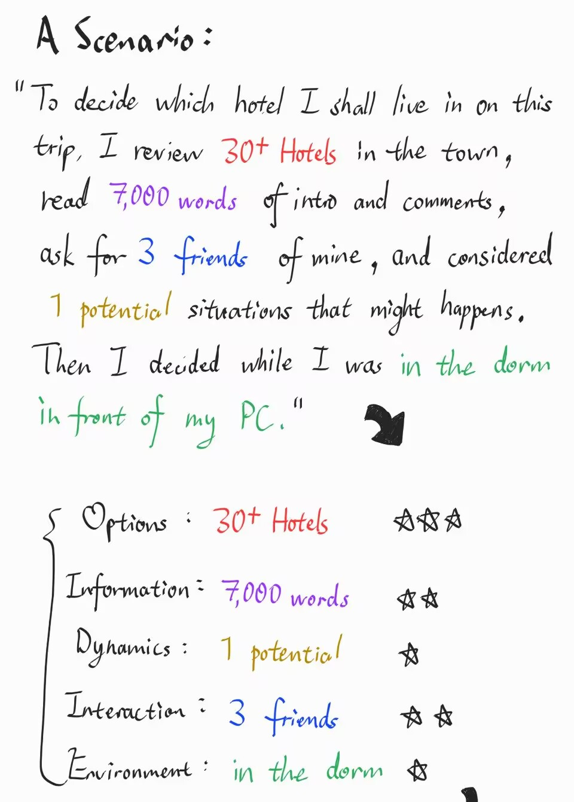 A Scenario:
"To decide which hotel I shall live in on this
trip, I review 30+ Hotels in the town,
read 7,000 words of intro and comments,
ask for 3 friends of mine, and considered
1 potential situations that might happens.
Then I decided while I was in the dorm
in front of my PC."
Options: 30+ Hotels
Information: 7,000 words
Dynamics: 1 potential
Interaction: 3 friends
Environment: in the dorm